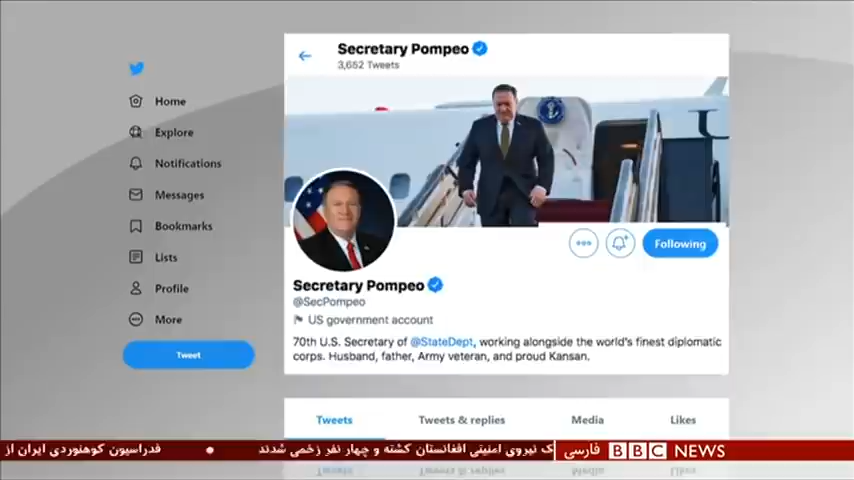 Secretary Pompeo
3,652 Tweets
Home
Explore
Notifications
Messages
Bookmarks
Lists
Profile
More
Tweet
Following
Secretary Pompeo
@SecPompeo
US government account
70th U.S. Secretary of @StateDept, working alongside the world's finest diplomatic
corps. Husband, father, Army veteran, and proud Kansan.
Tweets
Tweets & replies
Media
Likes
ک نیروی امنیتی افغانستان کشته و چهار نفر زخمی شدند • فدراسیون کوهنوردی ایران از
BBC NEWS فارسی